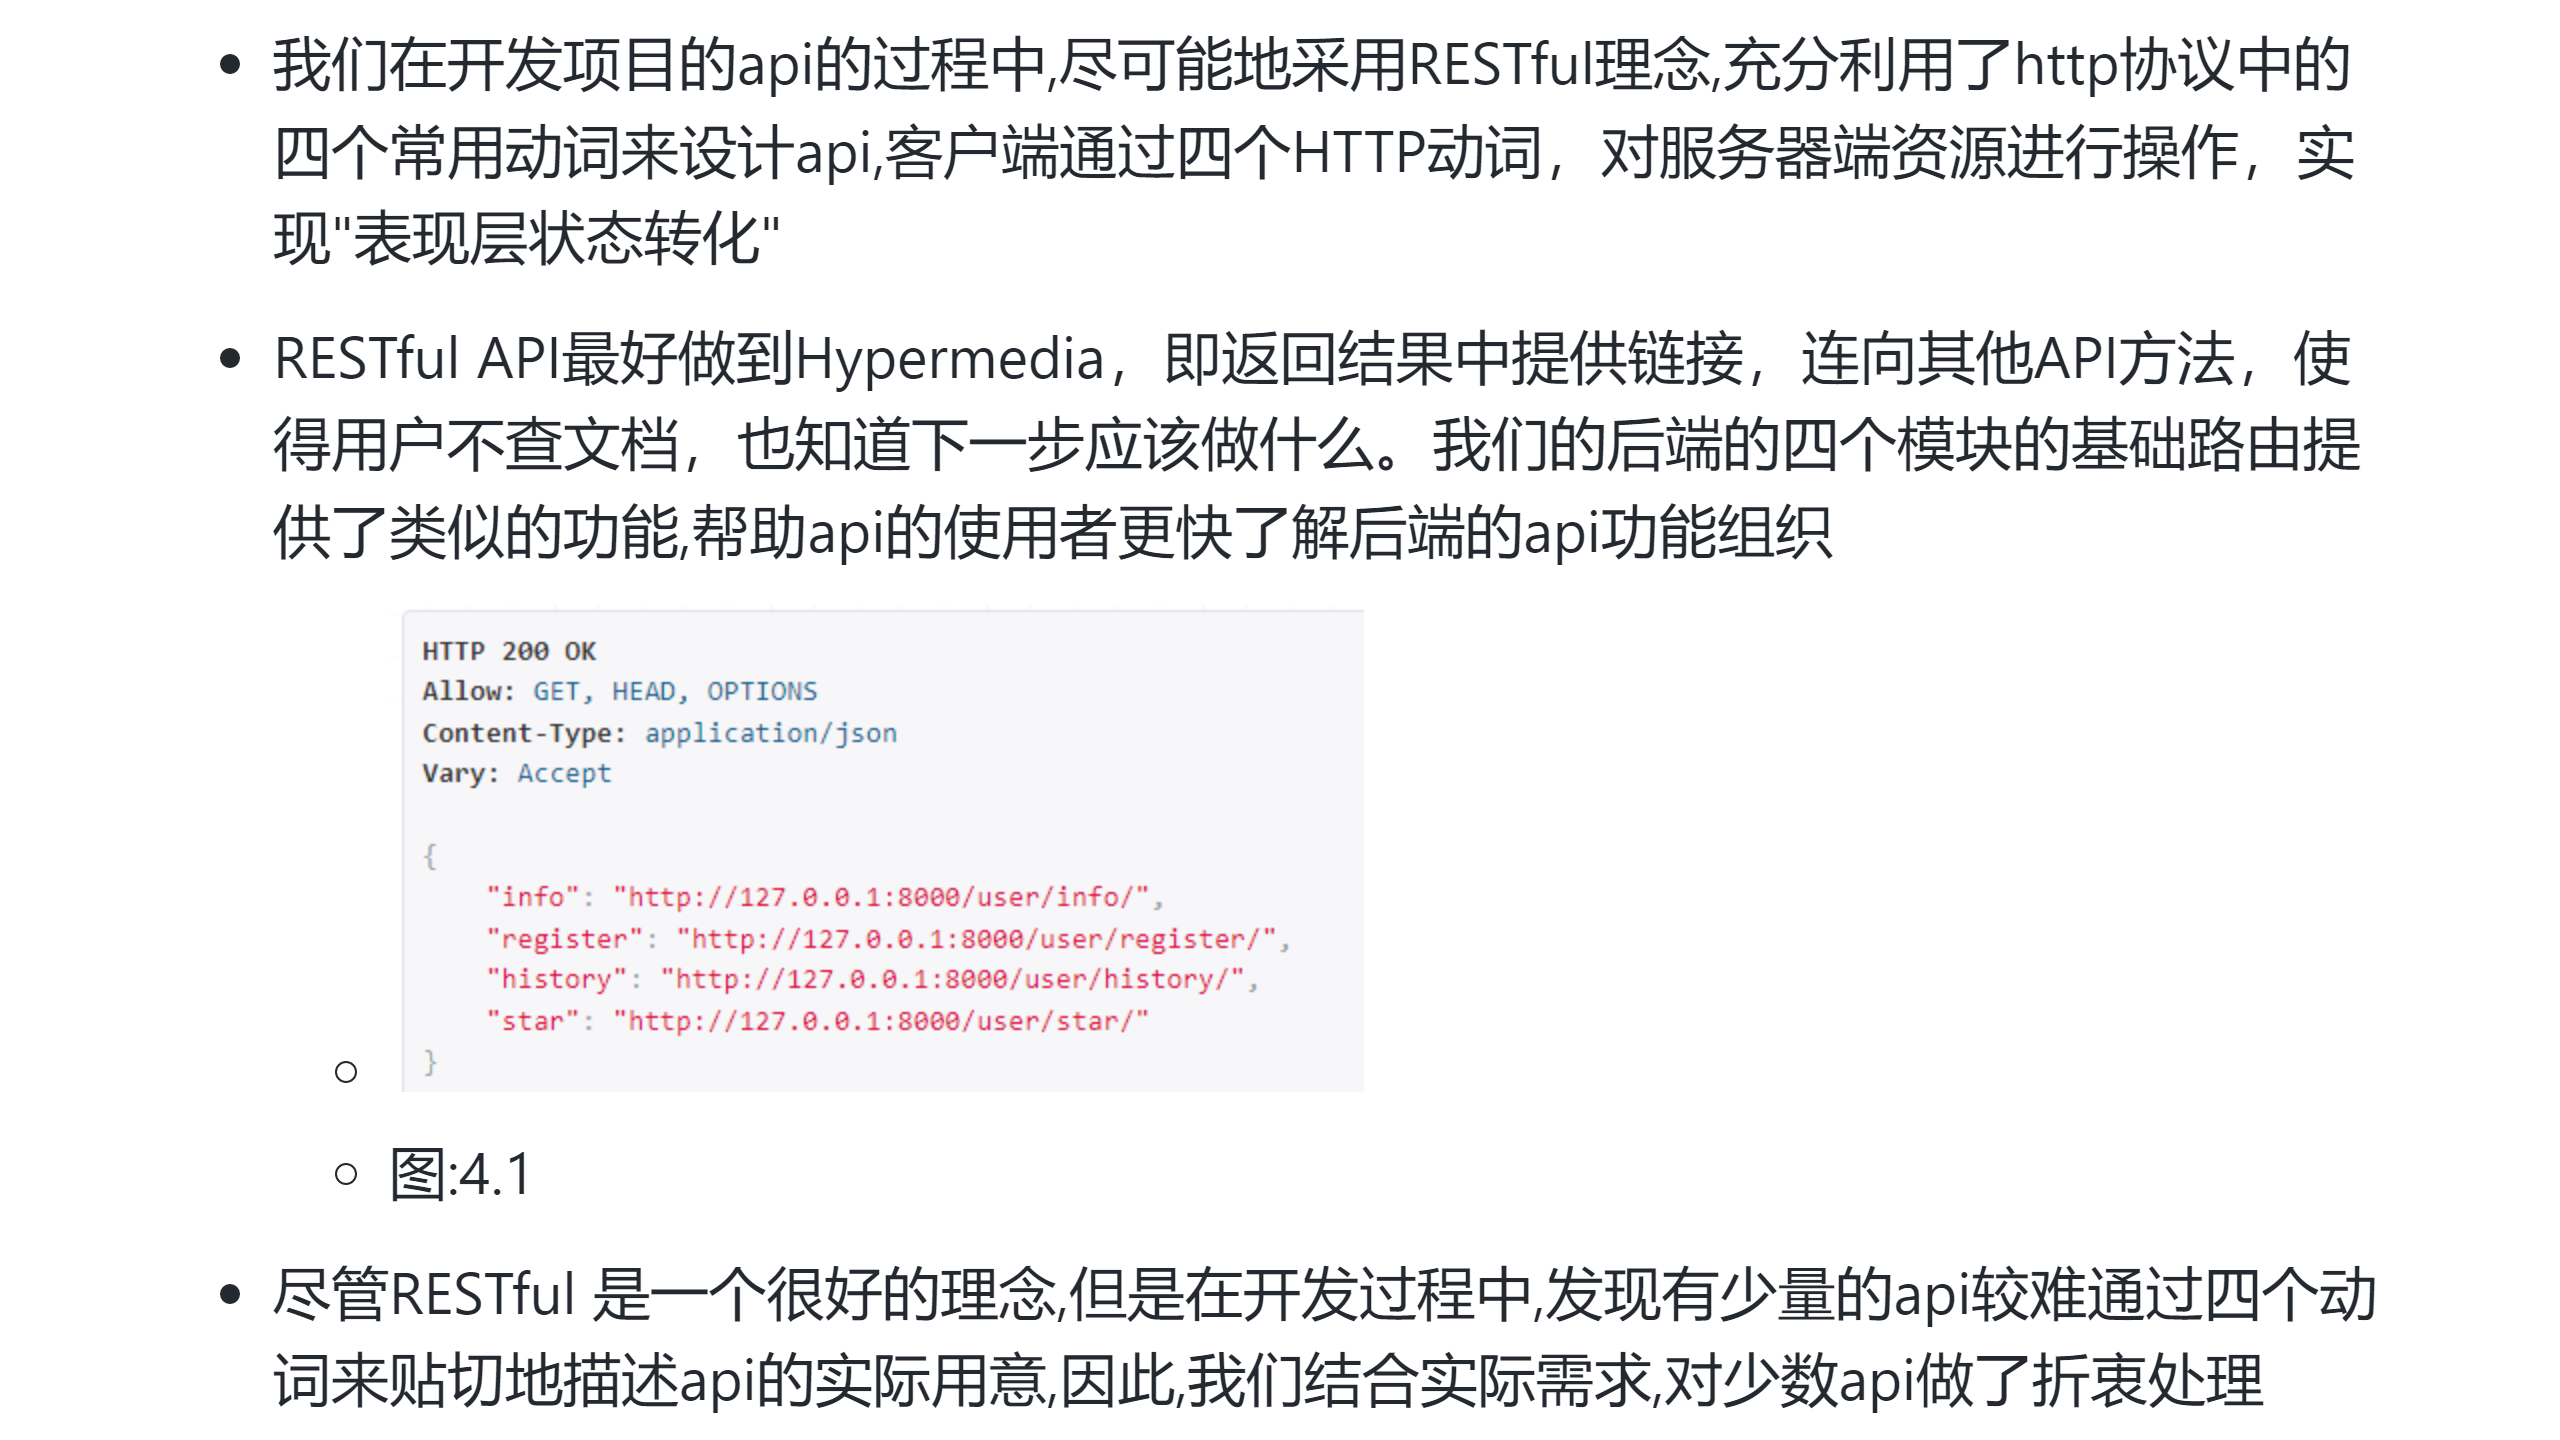 我们在开发项目的api的过程中,尽可能地采用RESTful理念,充分利用了http协议中的
四个常用动词来设计api,客户端通过四个HTTP动词，对服务器端资源进行操作，实
现"表现层状态转化"
RESTful API最好做到Hypermedia，即返回结果中提供链接，连向其他API方法，使
得用户不查文档，也知道下一步应该做什么。我们的后端的四个模块的基础路由提
供了类似的功能,帮助api的使用者更快了解后端的api功能组织
HTTP 200 OK
Allow: GET, HEAD, OPTIONS
Content-Type: application/json
Vary: Accept
{
"info": "http://127.0.0.1:8000/user/info/",
"register": "http://127.0.0.1:8000/user/register/",
"history": "http://127.0.0.1:8000/user/history/",
"star": "http://127.0.0.1:8000/user/star/"
}
图:4.1
尽管RESTful 是一个很好的理念,但是在开发过程中,发现有少量的api较难通过四个动
词来贴切地描述api的实际用意,因此,我们结合实际需求,对少数api做了折衷处理